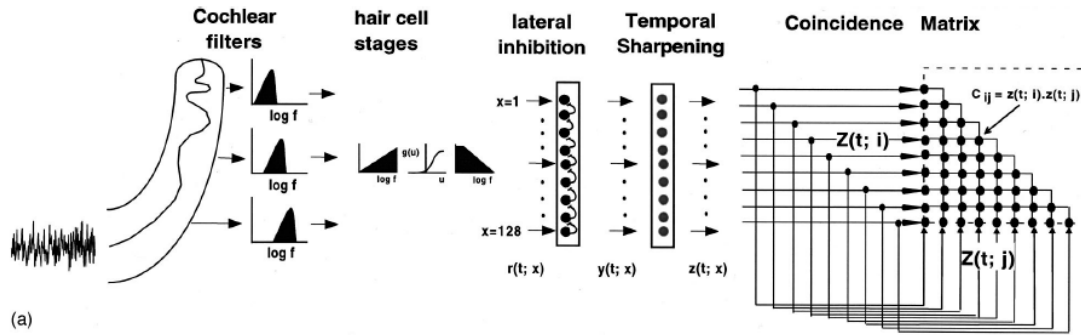 Cochlear
filters
hair cell
stages
lateral
inhibition
Temporal
Sharpening
Coincidence Matrix
log f
log f
log f
log f
g(u)
u
log f
x=1
x=128
r(t; x)
y(t; x)
z(t; x)
C ij = z(t; i).z(t; j)
Z(t; i)
Z(t; j)
(a)